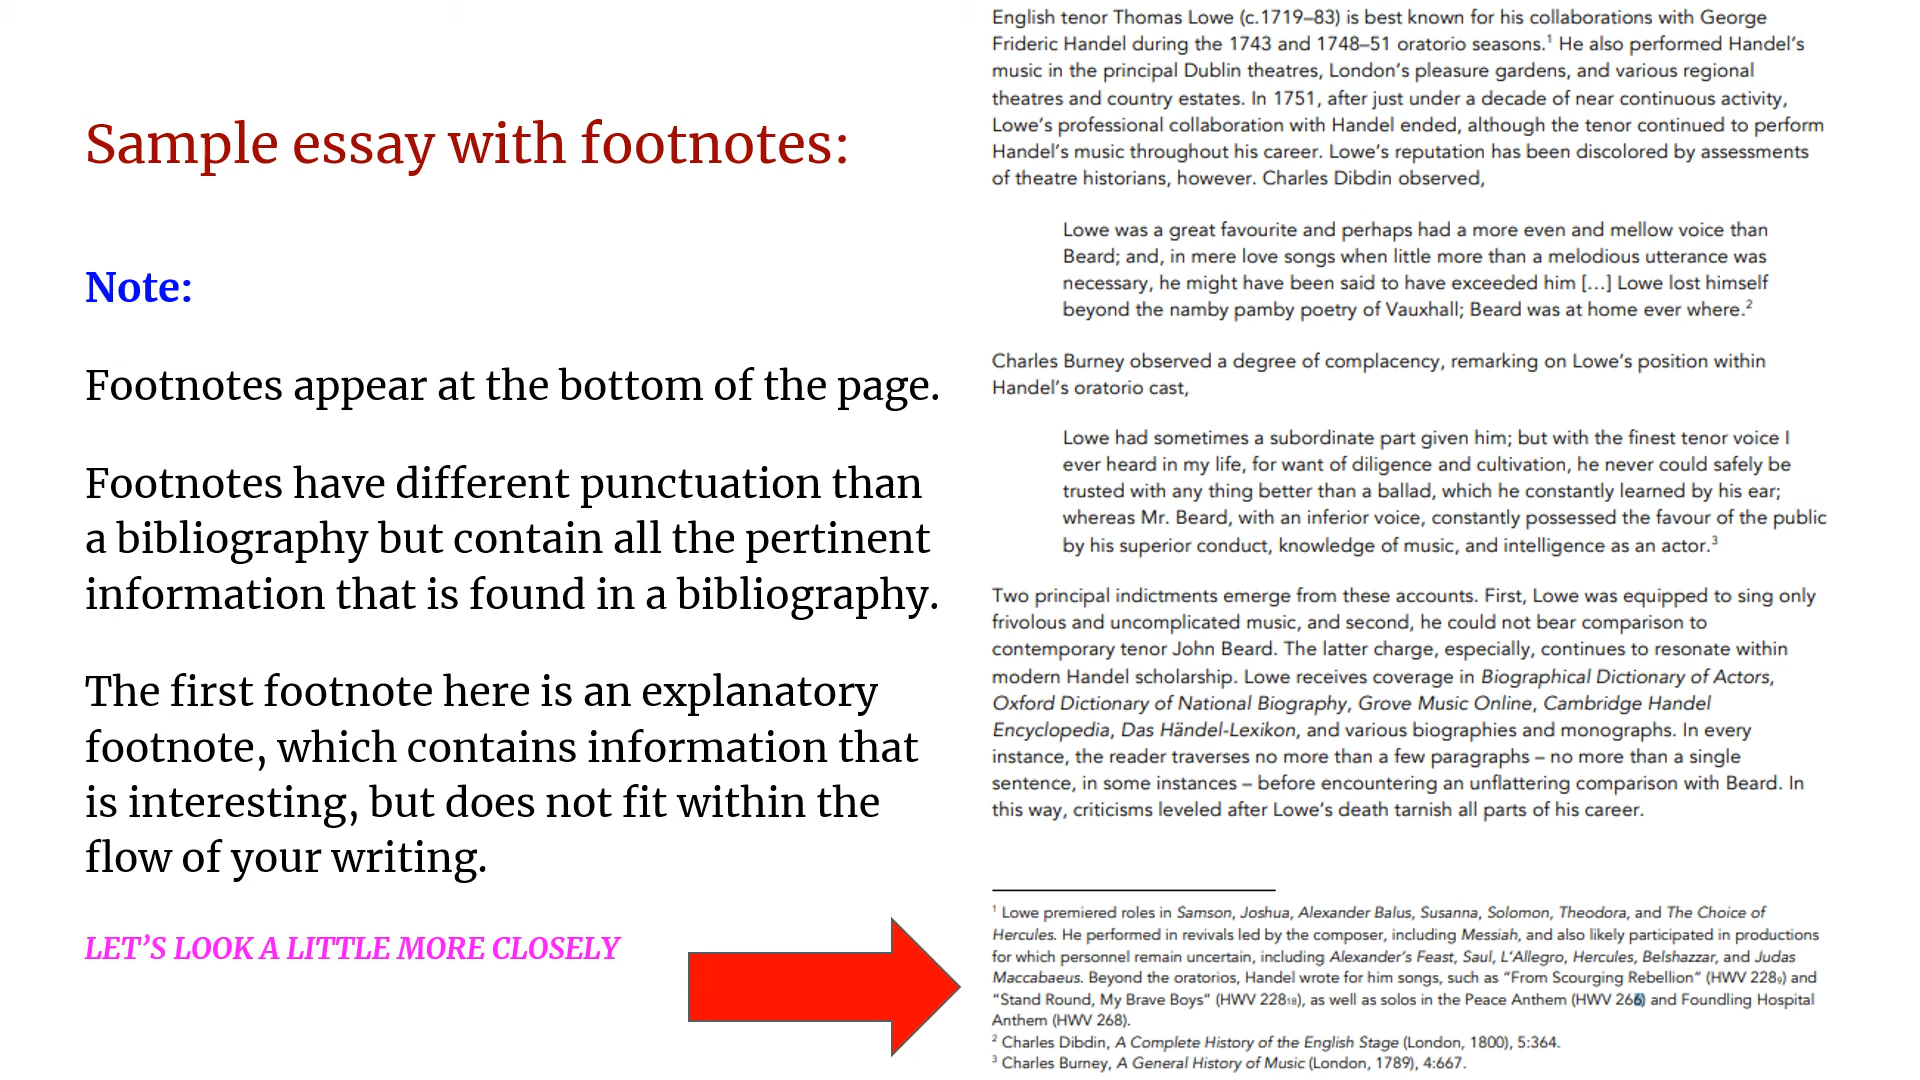 Sample essay with footnotes:
Note:
Footnotes appear at the bottom of the page.
Footnotes have different punctuation than
a bibliography but contain all the pertinent
information that is found in a bibliography.
The first footnote here is an explanatory
footnote, which contains information that
is interesting, but does not fit within the
flow of your writing.
LET’S LOOK A LITTLE MORE CLOSELY
English tenor Thomas Lowe (c.1719–83) is best known for his collaborations with George
Frideric Handel during the 1743 and 1748–51 oratorio seasons.¹ He also performed Handel’s
music in the principal Dublin theatres, London’s pleasure gardens, and various regional
theatres and country estates. In 1751, after just under a decade of near continuous activity,
Lowe’s professional collaboration with Handel ended, although the tenor continued to perform
Handel’s music throughout his career. Lowe’s reputation has been discolored by assessments
of theatre historians, however. Charles Dibdin observed,
Lowe was a great favourite and perhaps had a more even and mellow voice than
Beard; and, in mere love songs when little more than a melodious utterance was
necessary, he might have been said to have exceeded him […] Lowe lost himself
beyond the namby pamby poetry of Vauxhall; Beard was at home ever where.²
Charles Burney observed a degree of complacency, remarking on Lowe’s position within
Handel’s oratorio cast,
Lowe had sometimes a subordinate part given him; but with the finest tenor voice I
ever heard in my life, for want of diligence and cultivation, he never could safely be
trusted with any thing better than a ballad, which he constantly learned by his ear;
whereas Mr. Beard, with an inferior voice, constantly possessed the favour of the public
by his superior conduct, knowledge of music, and intelligence as an actor.³
Two principal indictments emerge from these accounts. First, Lowe was equipped to sing only
frivolous and uncomplicated music, and second, he could not bear comparison to
contemporary tenor John Beard. The latter charge, especially, continues to resonate within
modern Handel scholarship. Lowe receives coverage in Biographical Dictionary of Actors,
Oxford Dictionary of National Biography, Grove Music Online, Cambridge Handel
Encyclopedia, Das Händel-Lexikon, and various biographies and monographs. In every
instance, the reader traverses no more than a few paragraphs – no more than a single
sentence, in some instances – before encountering an unflattering comparison with Beard. In
this way, criticisms leveled after Lowe’s death tarnish all parts of his career.
¹ Lowe premiered roles in Samson, Joshua, Alexander Balus, Susanna, Solomon, Theodora, and The Choice of
Hercules. He performed in revivals led by the composer, including Messiah, and also likely participated in productions
for which personnel remain uncertain, including Alexander’s Feast, Saul, L’Allegro, Hercules, Belshazzar, and Judas
Maccabaeus. Beyond the oratorios, Handel wrote for him songs, such as “From Scourging Rebellion” (HWV 228₉) and
“Stand Round, My Brave Boys” (HWV 228₁₈), as well as solos in the Peace Anthem (HWV 266) and Foundling Hospital
Anthem (HWV 268).
² Charles Dibdin, A Complete History of the English Stage (London, 1800), 5:364.
³ Charles Burney, A General History of Music (London, 1789), 4:667.